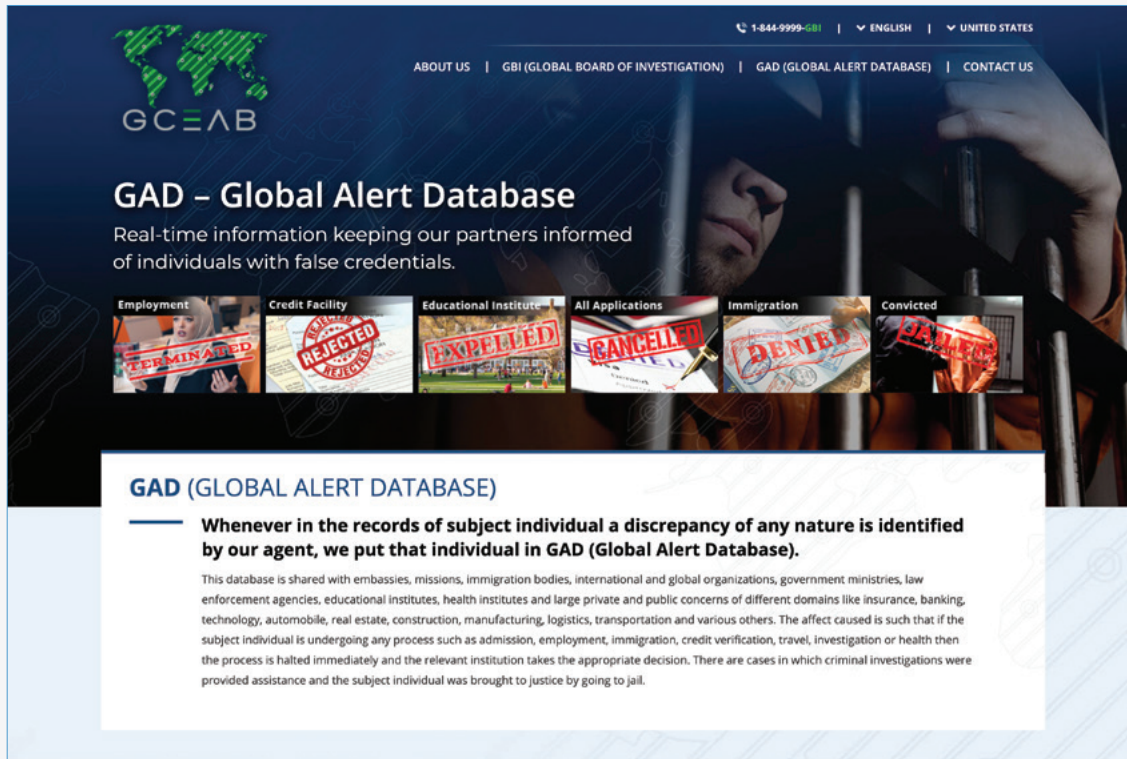 1-844-9999-GBI | ENGLISH | UNITED STATES
ABOUT US | GBI (GLOBAL BOARD OF INVESTIGATION) | GAD (GLOBAL ALERT DATABASE) | CONTACT US
GCEAB
GAD – Global Alert Database
Real-time information keeping our partners informed
of individuals with false credentials.
Employment
TERMINATED
Credit Facility
REJECTED
REJECTED
REJECTED
Educational Institute
EXPELLED
All Applications
CANCELLED
Immigration
DENIED
Convicted
JAILED
GAD (GLOBAL ALERT DATABASE)
Whenever in the records of subject individual a discrepancy of any nature is identified
by our agent, we put that individual in GAD (Global Alert Database).
This database is shared with embassies, missions, immigration bodies, international and global organizations, government ministries, law
enforcement agencies, educational institutes, health institutes and large private and public concerns of different domains like insurance, banking,
technology, automobile, real estate, construction, manufacturing, logistics, transportation and various others. The affect caused is such that if the
subject individual is undergoing any process such as admission, employment, immigration, credit verification, travel, investigation or health then
the process is halted immediately and the relevant institution takes the appropriate decision. There are cases in which criminal investigations were
provided assistance and the subject individual was brought to justice by going to jail.